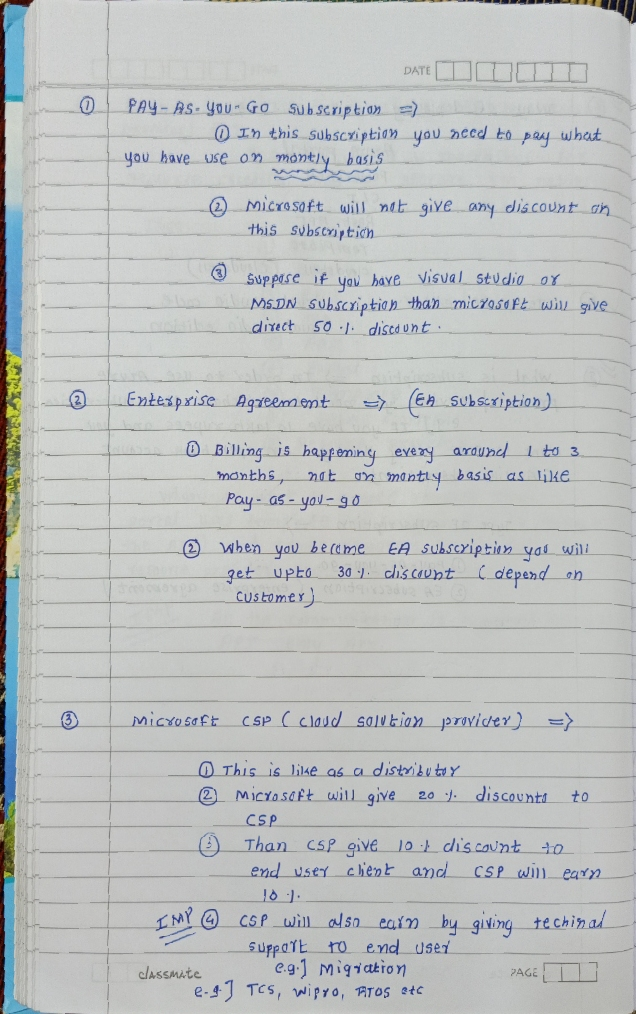 DATE
① PAY-AS-YOU-GO subscription =>
① In this subscription you need to pay what
you have use on montly basis
② Microsoft will not give any discount on
this subscription
③ suppose if you have Visual studio or
MSDN subscription than microsoft will give
direct 50 % discount.
② Enterprise Agreement => (EA subscription)
① Billing is happening every around 1 to 3
months, not on montly basis as like
Pay-as-you-go
② When you become EA subscription you will
get upto 30 % discount (depend on
customer)
③ Microsoft CSP (cloud solution provider) =>
① This is like as a distributor
② Microsoft will give 20 % discounts to
CSP
③ Than CSP give 10 % discount to
end user client and CSP will earn
10 %.
IMP ④ CSP will also earn by giving techinal
support to end user
e.g.] Migration
classmate PAGE
e.g.] TCS, Wipro, ATOS etc